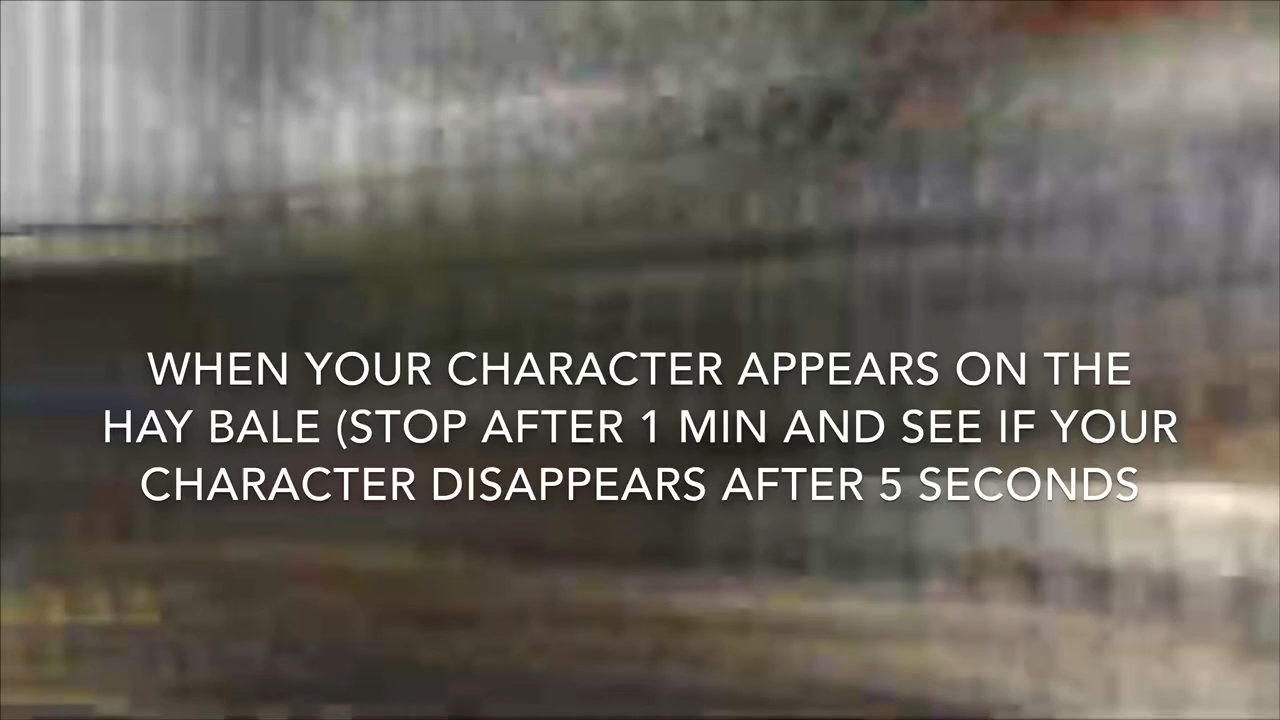 WHEN YOUR CHARACTER APPEARS ON THE
HAY BALE (STOP AFTER 1 MIN AND SEE IF YOUR
CHARACTER DISAPPEARS AFTER 5 SECONDS